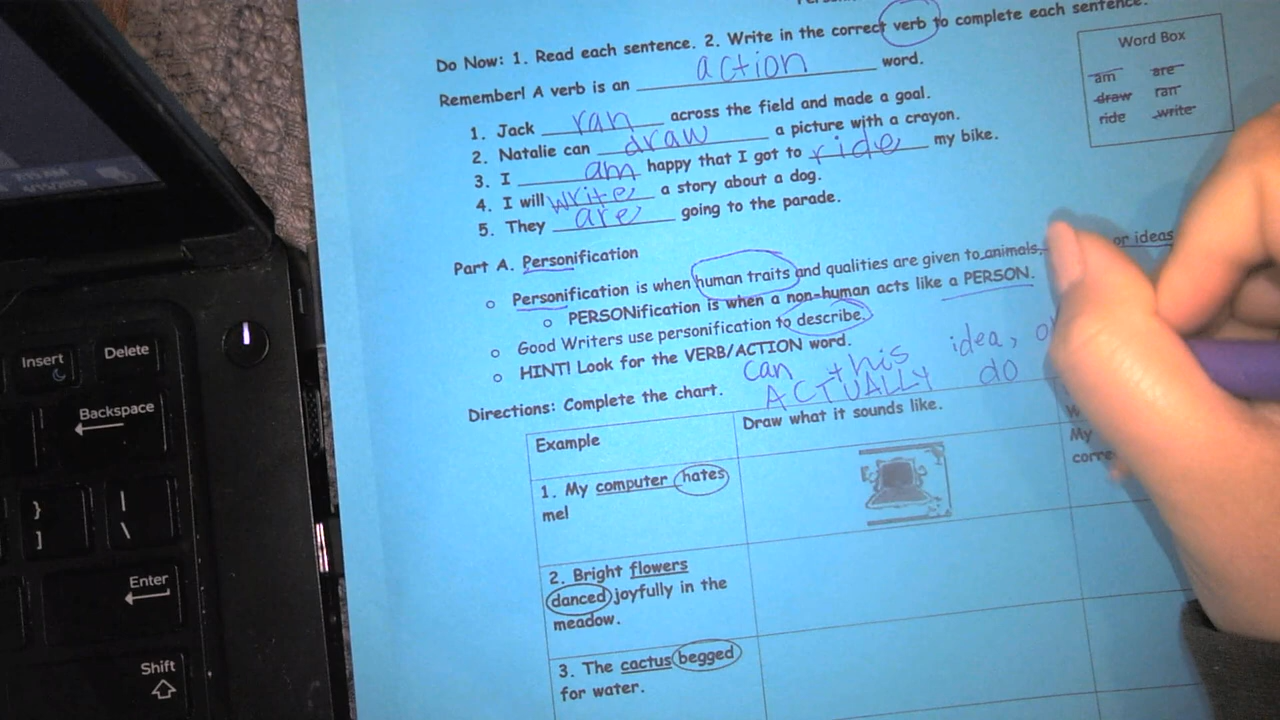 Do Now: 1. Read each sentence. 2. Write in the correct verb to complete each sentence.
Remember! A verb is an action word.
Word Box
am are
draw ran
ride write
1. Jack ran across the field and made a goal.
2. Natalie can draw a picture with a crayon.
3. I am happy that I got to ride my bike.
4. I will write a story about a dog.
5. They are going to the parade.
Part A. Personification
Personification is when human traits and qualities are given to animals, or ideas
PERSONification is when a non-human acts like a PERSON.
Good Writers use personification to describe.
HINT! Look for the VERB/ACTION word.
can this idea,
ACTUALLY do
Directions: Complete the chart.
Example
Draw what it sounds like.
1. My computer hates
me!
My
2. Bright flowers
danced joyfully in the
meadow.
3. The cactus begged
for water.
Insert
Delete
Backspace
}
]
|
\
Enter
Shift